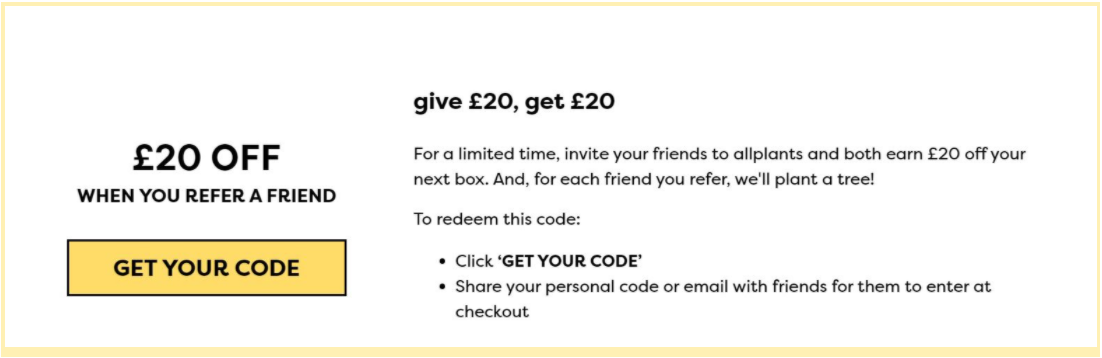 £20 OFF
WHEN YOU REFER A FRIEND
GET YOUR CODE
give £20, get £20
For a limited time, invite your friends to allplants and both earn £20 off your
next box. And, for each friend you refer, we'll plant a tree!
To redeem this code:
• Click ‘GET YOUR CODE’
• Share your personal code or email with friends for them to enter at
checkout